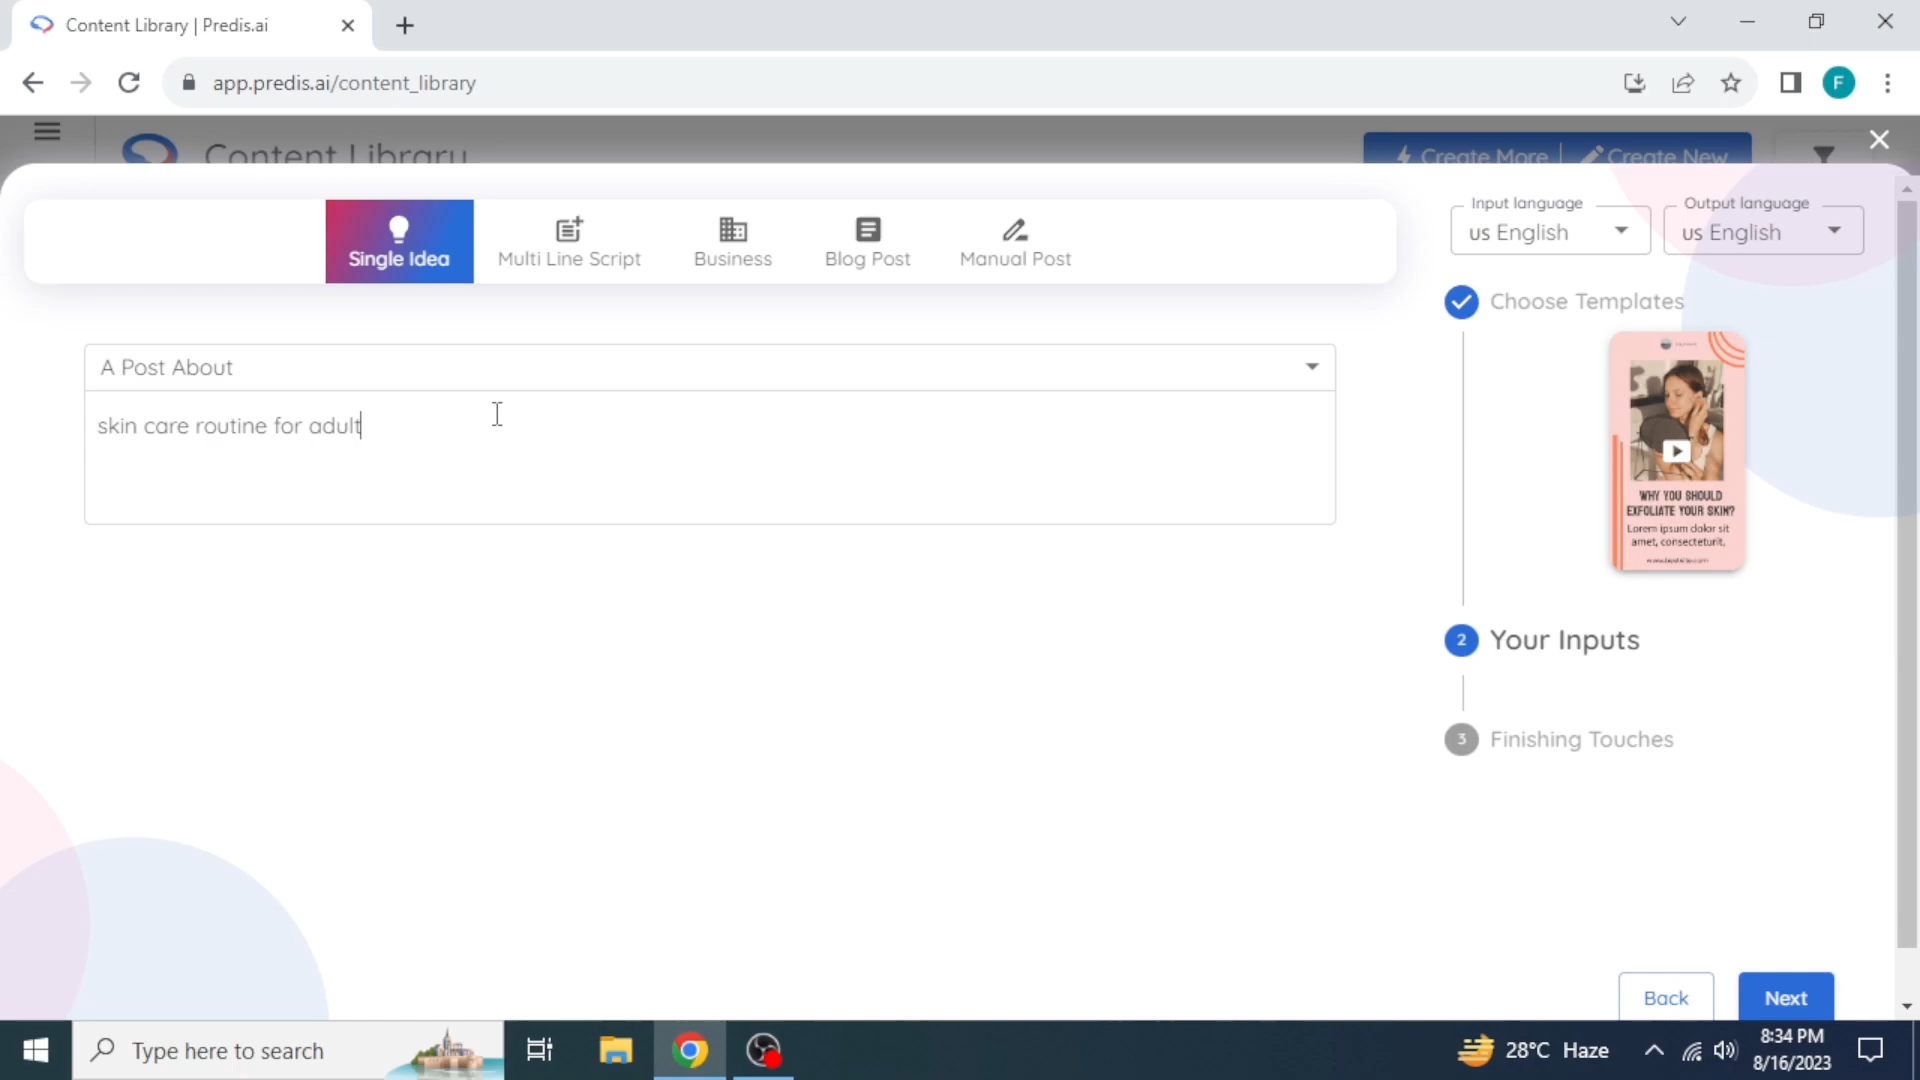 Content Library | Predis.ai
app.predis.ai/content_library
F
Content Library
Create More
Create New
Single Idea
Multi Line Script
Business
Blog Post
Manual Post
Input language
us English
Output language
us English
Choose Templates
A Post About
skin care routine for adult
WHY YOU SHOULD
EXFOLIATE YOUR SKIN?
Lorem ipsum dolor sit
amet, consectetuit,
2 Your Inputs
3 Finishing Touches
Back
Next
Type here to search
28°C Haze
8:34 PM
8/16/2023